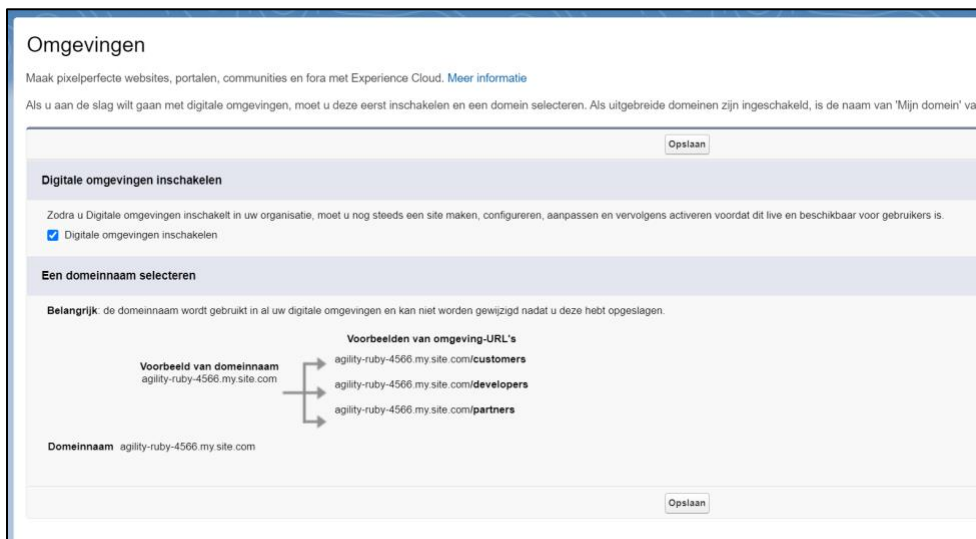 Omgevingen
Maak pixelperfecte websites, portalen, communities en fora met Experience Cloud. Meer informatie
Als u aan de slag wilt gaan met digitale omgevingen, moet u deze eerst inschakelen en een domein selecteren. Als uitgebreide domeinen zijn ingeschakeld, is de naam van 'Mijn domein' va
Opslaan
Digitale omgevingen inschakelen
Zodra u Digitale omgevingen inschakelt in uw organisatie, moet u nog steeds een site maken, configureren, aanpassen en vervolgens activeren voordat dit live en beschikbaar voor gebruikers is.
Digitale omgevingen inschakelen
Een domeinnaam selecteren
Belangrijk: de domeinnaam wordt gebruikt in al uw digitale omgevingen en kan niet worden gewijzigd nadat u deze hebt opgeslagen.
Voorbeeld van domeinnaam
agility-ruby-4566.my.site.com
Voorbeelden van omgeving-URL's
agility-ruby-4566.my.site.com/customers
agility-ruby-4566.my.site.com/developers
agility-ruby-4566.my.site.com/partners
Domeinnaam agility-ruby-4566.my.site.com
Opslaan